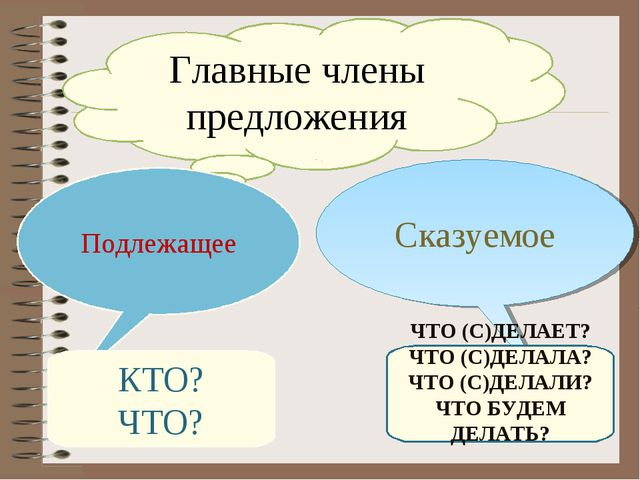 Главные члены
предложения
Подлежащее
Сказуемое
КТО?
ЧТО?
ЧТО (С)ДЕЛАЕТ?
ЧТО (С)ДЕЛАЛА?
ЧТО (С)ДЕЛАЛИ?
ЧТО БУДЕМ
ДЕЛАТЬ?